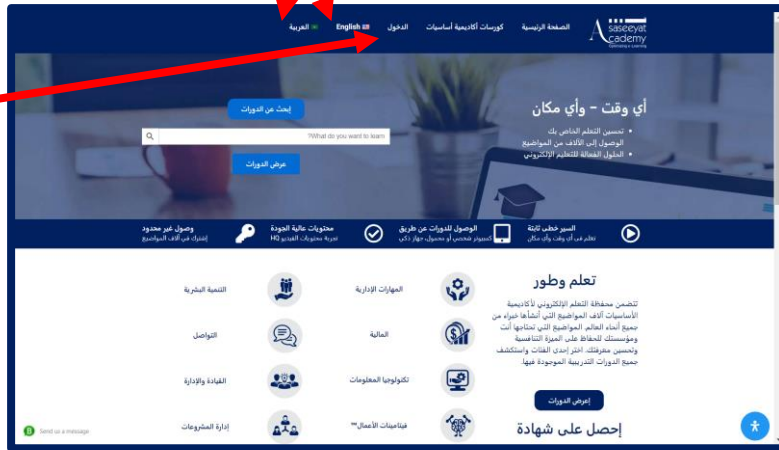 Asaseeyat
Academy
الصفحة الرئيسية
كورسات أكاديمية أساسيات
الدخول
English
العربية
أي وقت - وأي مكان
تحسين التعلم الخاص بك
الوصول إلى الآلاف من المواضيع
الحلول الفعالة للتعليم الإلكتروني
إبحث عن الدورات
What do you want to learn?
عرض الدورات
السير خطى ثابتة
تعلم في أي وقت وأي مكان
الوصول للدورات عن طريق
كمبيوتر شخصي أو محمول، جهاز ذكي
محتويات عالية الجودة
تجربة محتويات الفيديو HQ
وصول غير محدود
إشترك في آلاف المواضيع
تعلم وطور
تتضمن محفظة التعلم الإلكتروني لأكاديمية
الأساسيات آلاف المواضيع التي أنشأها خبراء من
جميع أنحاء العالم. المواضيع التي تحتاجها أنت
ومؤسستك للحفاظ على الميزة التنافسية
وتحسين معرفتك. اختر إحدى الفئات واستكشف
جميع الدورات التدريبية الموجودة فيها.
إعرض الدورات
إحصل على شهادة
المهارات الإدارية
التنمية البشرية
المالية
التواصل
تكنولوجيا المعلومات
القيادة والإدارة
فيتامينات الأعمال™
إدارة المشروعات
Send us a message